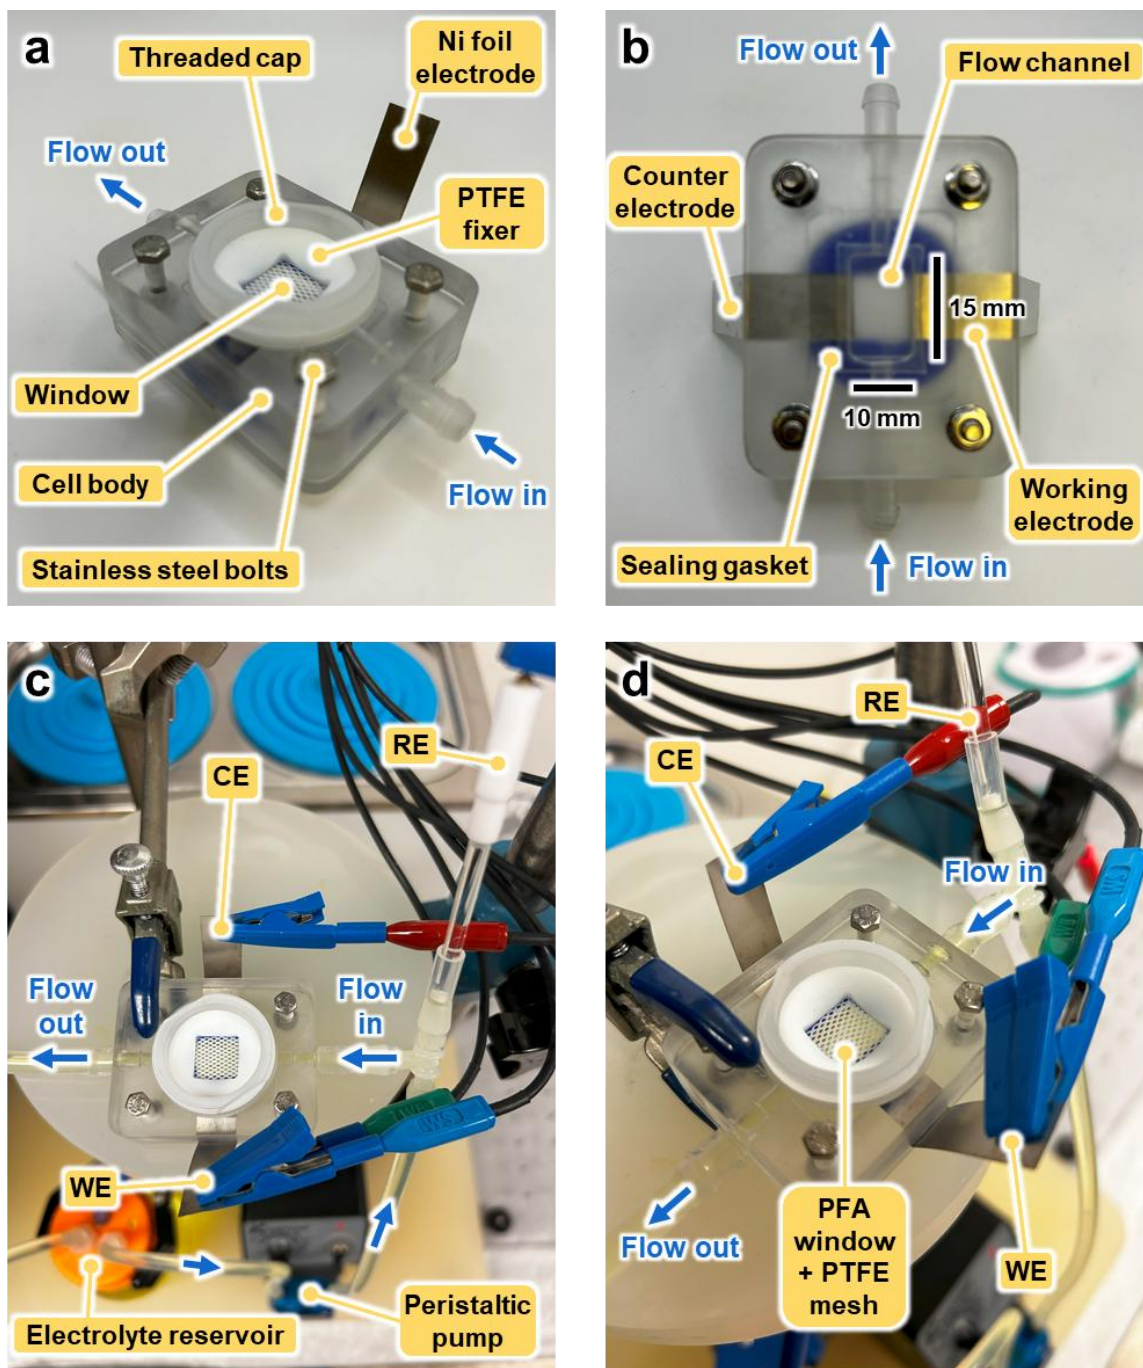 a
Threaded cap
Ni foil
electrode
Flow out
PTFE
fixer
Window
Cell body
Flow in
Stainless steel bolts
b
Flow out
Flow channel
Counter
electrode
15 mm
10 mm
Working
electrode
Sealing gasket
Flow in
c
RE
CE
Flow
out
Flow
in
WE
Electrolyte reservoir
Peristaltic
pump
d
RE
CE
Flow in
Flow out
PFA
window
+ PTFE
mesh
WE